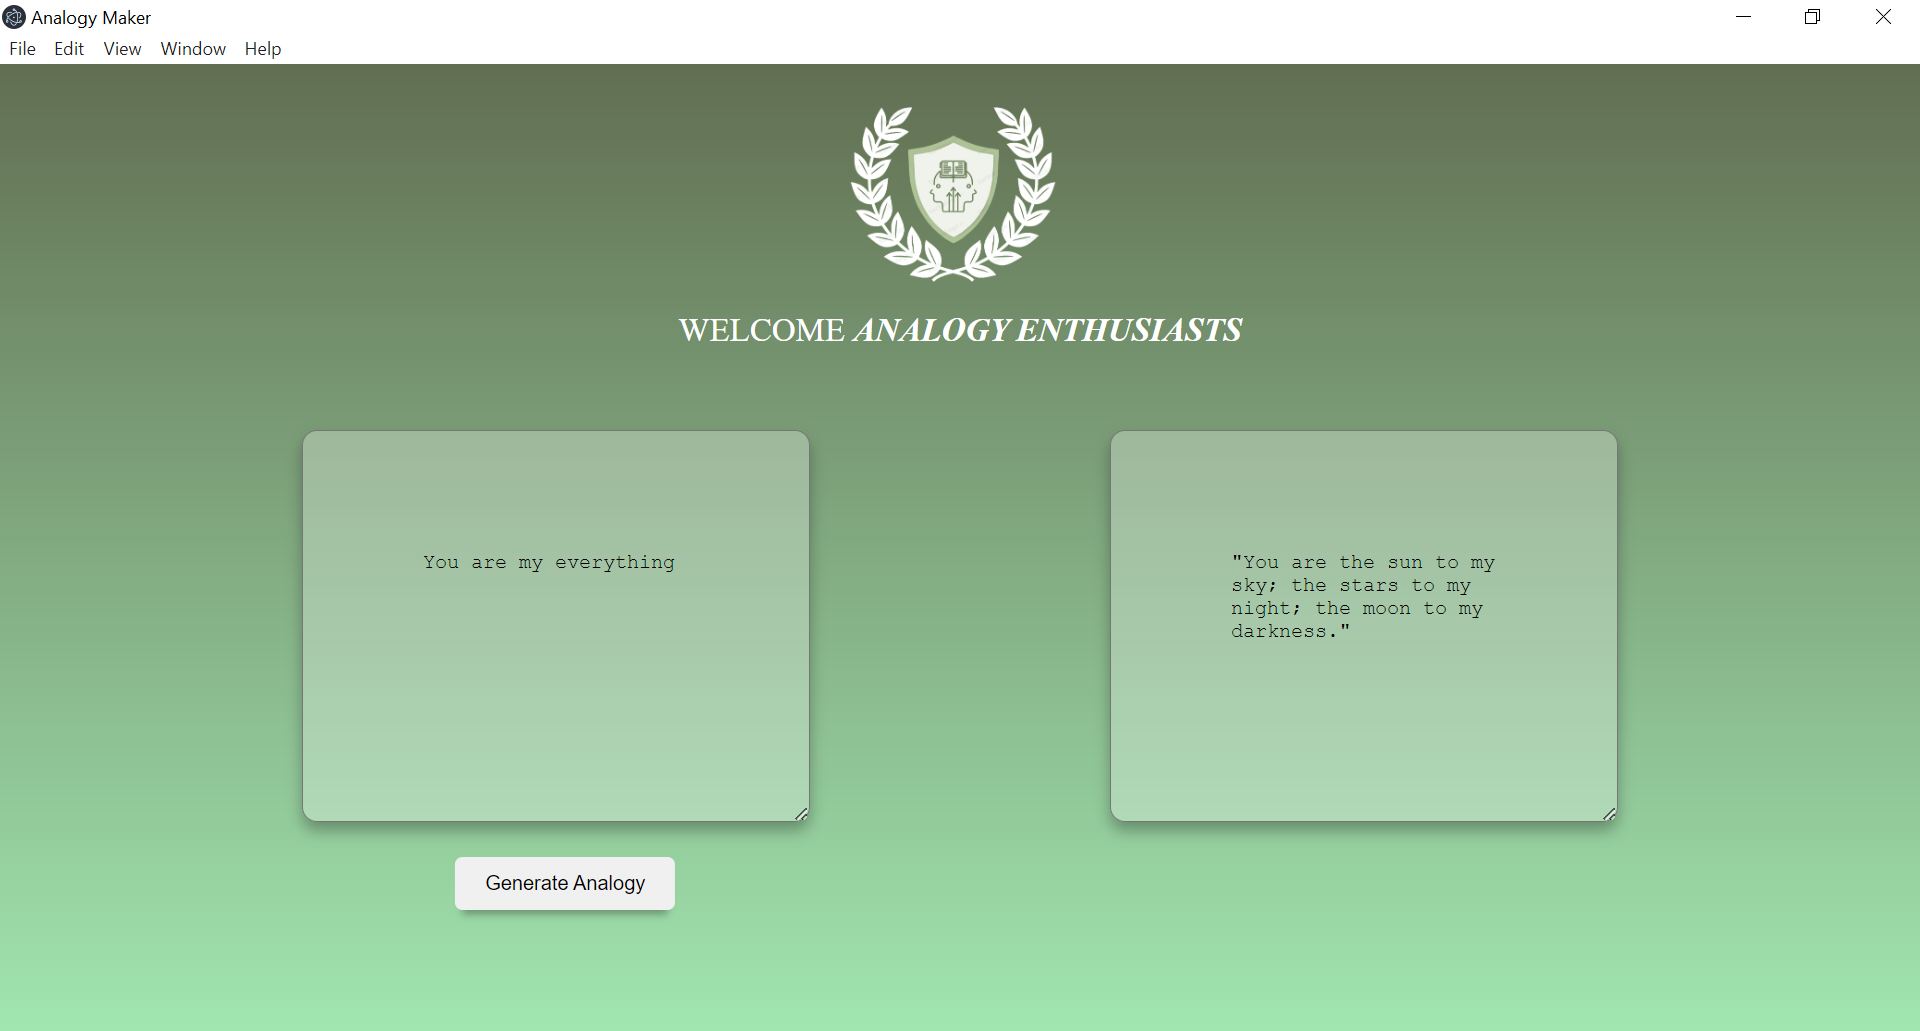 Analogy Maker
File Edit View Window Help
WELCOME ANALOGY ENTHUSIASTS
You are my everything
"You are the sun to my
sky; the stars to my
night; the moon to my
darkness."
Generate Analogy